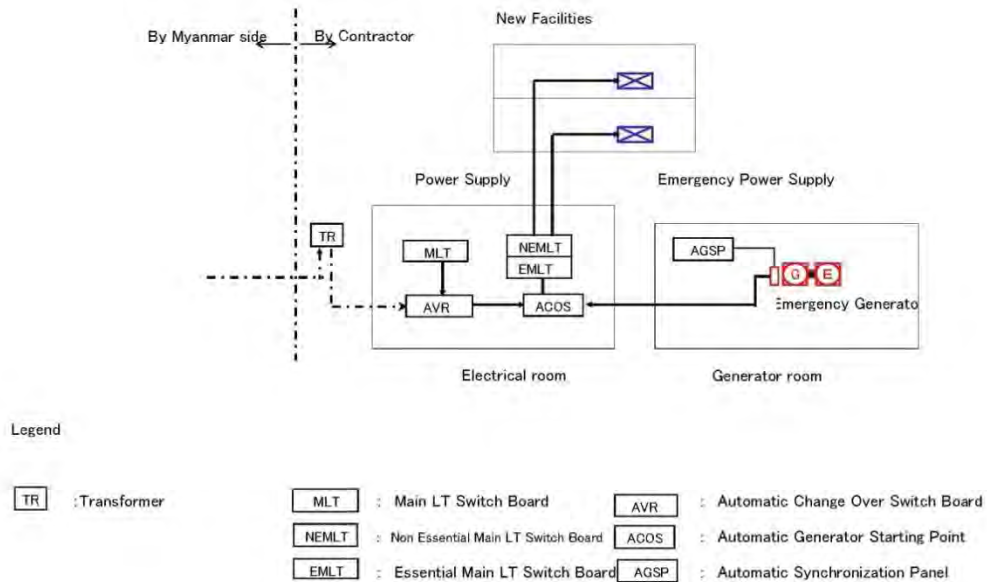 New Facilities
By Myanmar side
By Contractor
Power Supply
Emergency Power Supply
TR
MLT
NEMLT
EMLT
AVR
ACOS
AGSP
G
E
Emergency Generato
Electrical room
Generator room
Legend
TR :Transformer
MLT : Main LT Switch Board
AVR : Automatic Change Over Switch Board
NEMLT : Non Essential Main LT Switch Board
ACOS : Automatic Generator Starting Point
EMLT : Essential Main LT Switch Board
AGSP : Automatic Synchronization Panel